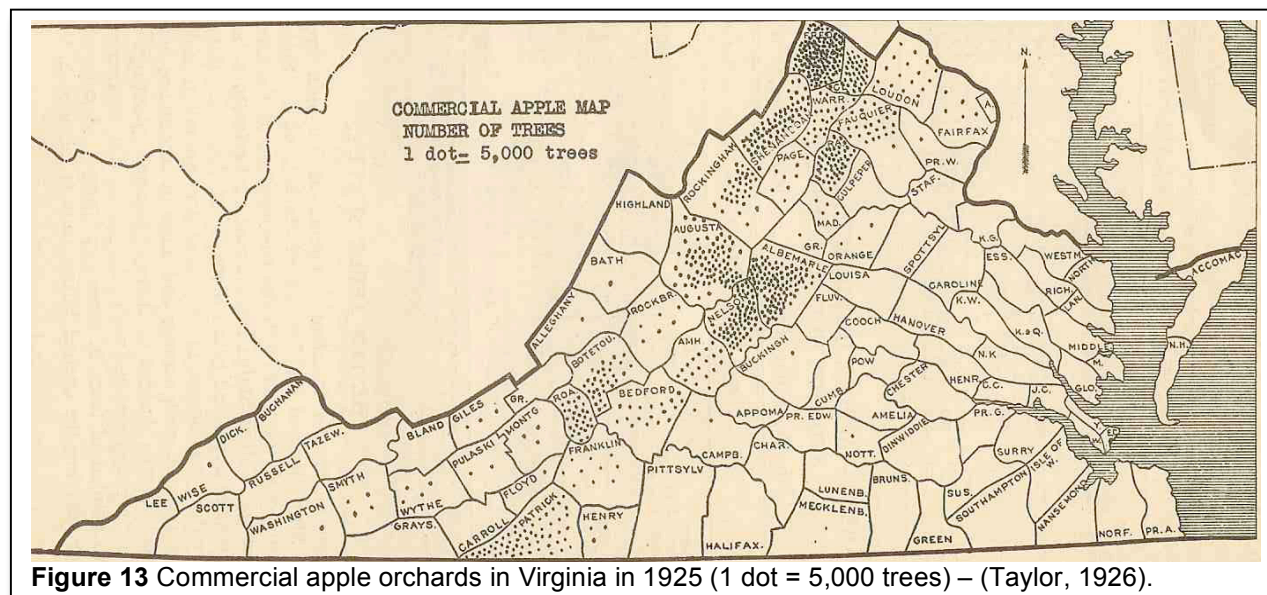 COMMERCIAL APPLE MAP
NUMBER OF TREES
1 dot= 5,000 trees
N.
LOUDON
WARR.
FAUQUIER
FAIRFAX
A.
SHENANDOAH
PAGE
RAP.
CULPEPER
PR.W.
STAF.
ROCKINGHAM
HIGHLAND
MAD.
GR.
ORANGE
AUGUSTA
ALBEMARLE
SPOTTSYL
K.G.
WESTM.
BATH
LOUISA
CAROLINE
ESS.
RICH.
NORTH.
LAN.
ACCOMAC
ALLEGHANY
ROCKBR.
NELSON
FLUV.
K.W.
HANOVER
K.&Q.
MIDDLE.
M.
N.H.
BOTETOU.
AMH.
BUCKINGH
GOOCH
POW
N.K
GLO.
BUCHANAN
DICK.
TAZEW.
BLAND
GILES
GR.
MONTG
ROA.
BEDFORD
APPOMA
CUMB.
CHESTER
HENR.
C.C.
J.C.
LEE
WISE
SCOTT
RUSSELL
WASHINGTON
SMYTH
WYTHE
PULASKI
FLOYD
FRANKLIN
CAMPB.
CHAR.
PR. EDW.
AMELIA
NOTT.
DINWIDDIE
PR.G.
SURRY
ISLE OF W.
GRAYS.
CARROLL
PATRICK
HENRY
PITTSYLV
HALIFAX.
LUNENB.
MECKLENB.
BRUNS.
GREEN
SUS.
SOUTHAMPTON
NANSEMOND
NORF.
PR.A.
Figure 13 Commercial apple orchards in Virginia in 1925 (1 dot = 5,000 trees) – (Taylor, 1926).